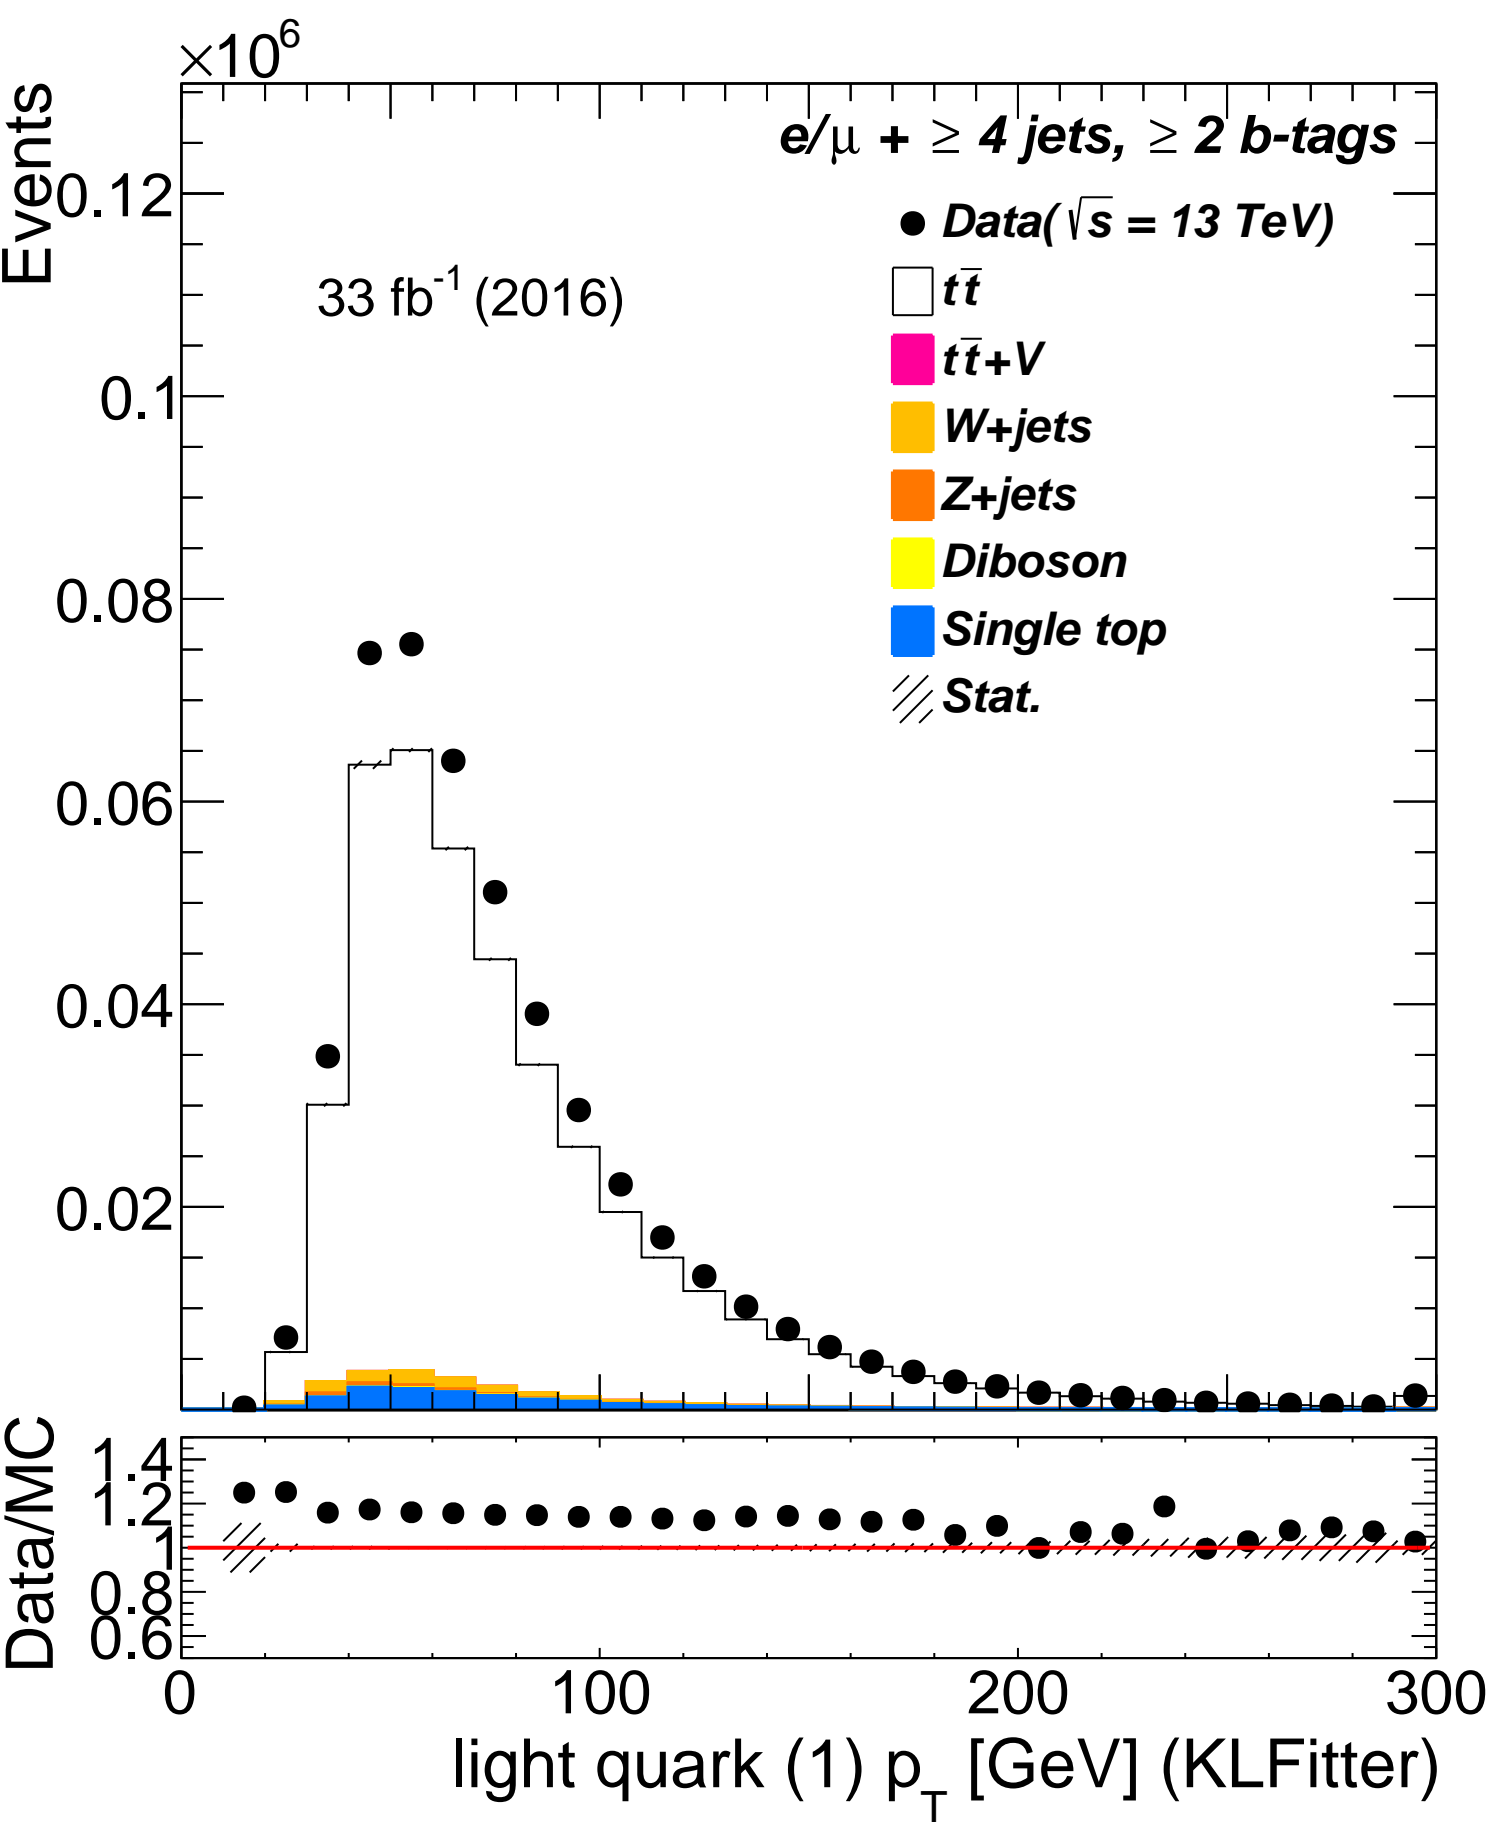 ×10⁶
Events
0.12
0.1
0.08
0.06
0.04
0.02
e/μ + ≥ 4 jets, ≥ 2 b-tags
33 fb⁻¹ (2016)
Data(√s = 13 TeV)
tt̅
tt̅+V
W+jets
Z+jets
Diboson
Single top
Stat.
Data/MC
1.4
1.2
1
0.8
0.6
0 100 200 300
light quark (1) p_T [GeV] (KLFitter)